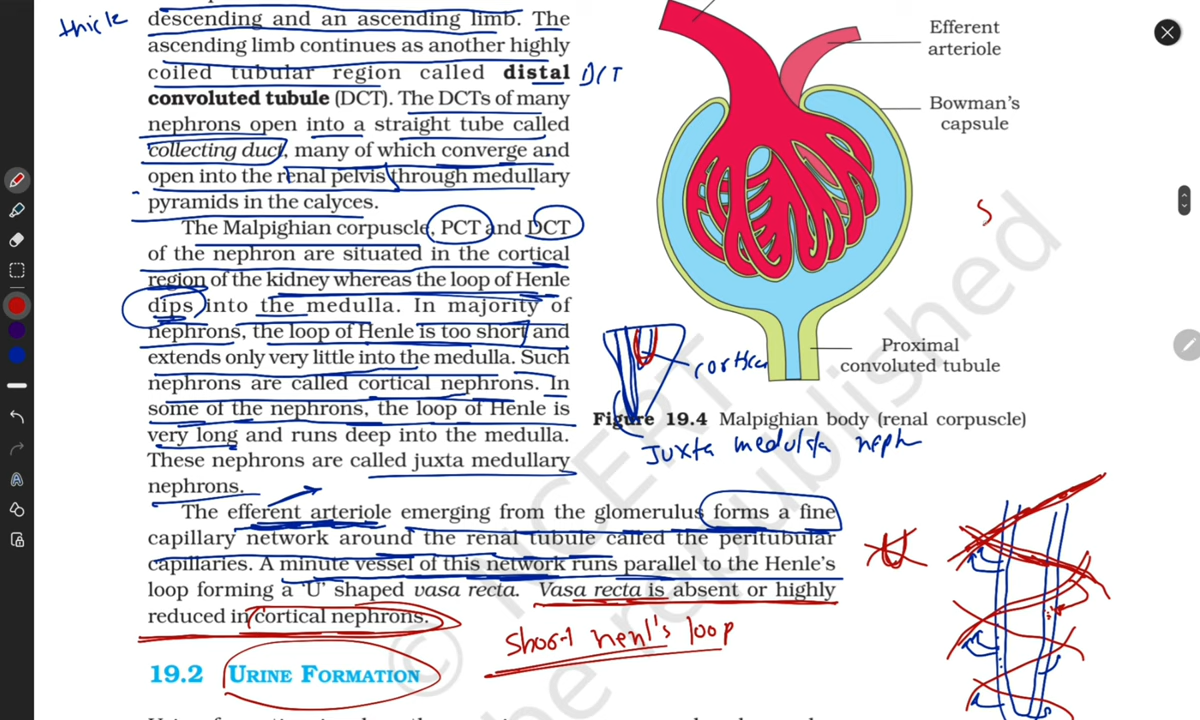 thicle
descending and an ascending limb. The
ascending limb continues as another highly
coiled tubular region called distal
DCT
convoluted tubule (DCT). The DCTs of many
nephrons open into a straight tube called
collecting duct, many of which converge and
open into the renal pelvis through medullary
pyramids in the calyces.
The Malpighian corpuscle, PCT and DCT
of the nephron are situated in the cortical
region of the kidney whereas the loop of Henle
dips into the medulla. In majority of
nephrons, the loop of Henle is too short and
extends only very little into the medulla. Such
nephrons are called cortical nephrons. In
some of the nephrons, the loop of Henle is
very long and runs deep into the medulla.
These nephrons are called juxta medullary
nephrons.
Efferent
arteriole
Bowman's
capsule
S
Proximal
convoluted tubule
Figure 19.4 Malpighian body (renal corpuscle)
Juxta neph
The efferent arteriole emerging from the glomerulus forms a fine
capillary network around the renal tubule called the peritubular
capillaries. A minute vessel of this network runs parallel to the Henle's
loop forming a 'U' shaped vasa recta. Vasa recta is absent or highly
reduced in cortical nephrons.
short henl's loop
19.2 URINE FORMATION
© NCERT
be republished